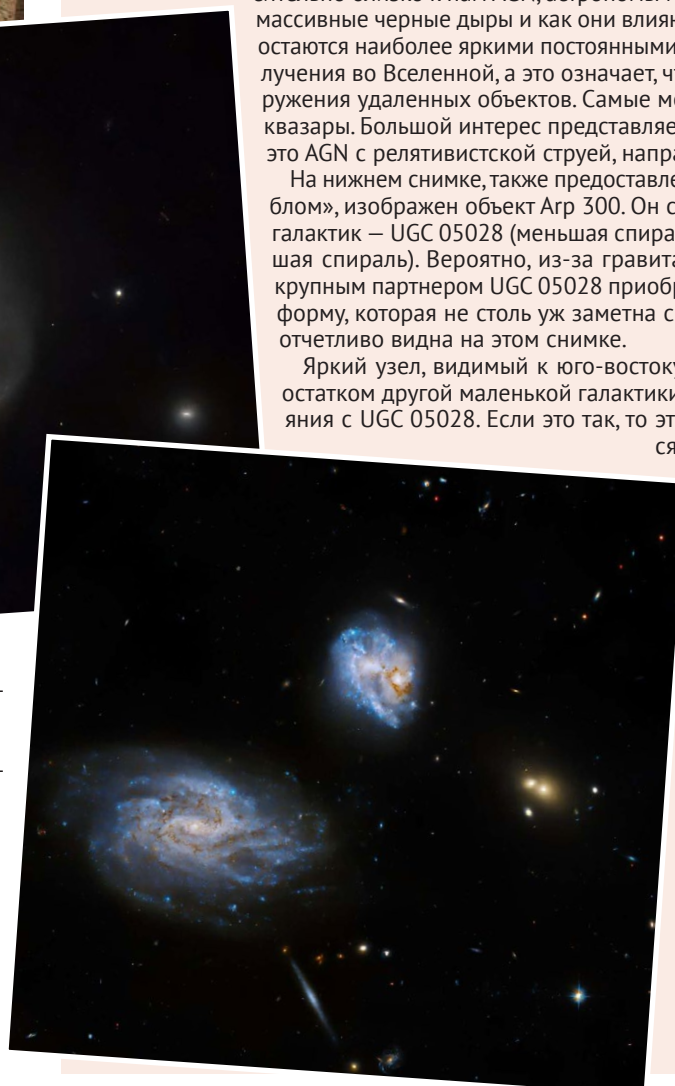 массивные черные дыры и как они влиян
остаются наиболее яркими постоянными
лучения во Вселенной, а это означает, ч
ружения удаленных объектов. Самые м
квазары. Большой интерес представляе
это AGN с релятивистской струей, напра
На нижнем снимке, также предоставле
блом», изображен объект Arp 300. Он с
галактик — UGC 05028 (меньшая спира
шая спираль). Вероятно, из-за гравита
крупным партнером UGC 05028 приобр
форму, которая не столь уж заметна с
отчетливо видна на этом снимке.
Яркий узел, видимый к юго-востоку
остатком другой маленькой галактики
яния с UGC 05028. Если это так, то эт
ся